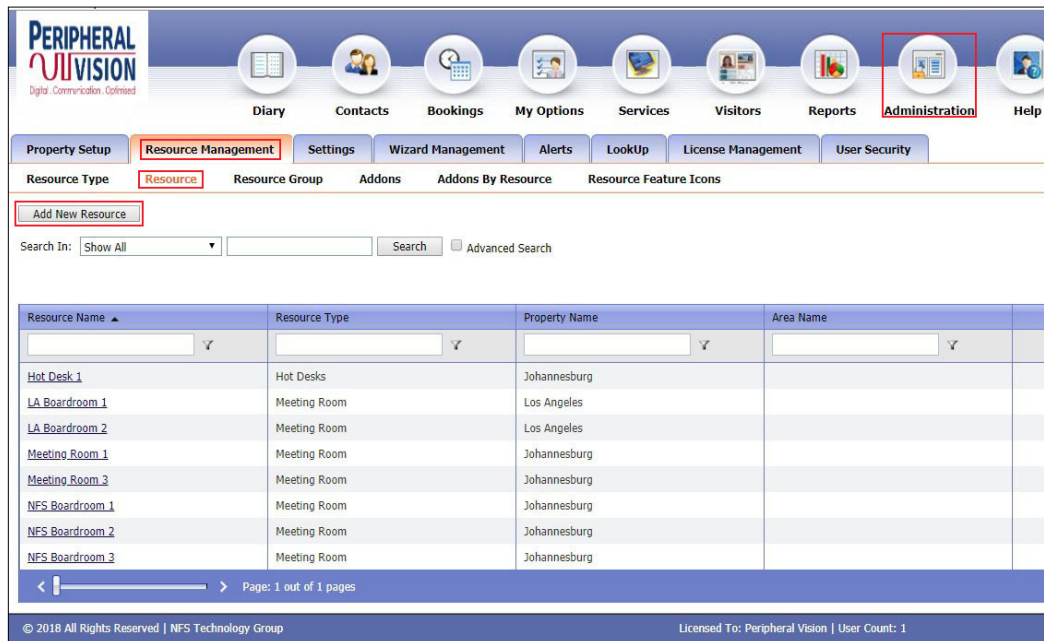 PERIPHERAL
VISION
Digital . Communication . Optimised
Diary Contacts Bookings My Options Services Visitors Reports Administration Help
Property Setup Resource Management Settings Wizard Management Alerts LookUp License Management User Security
Resource Type Resource Resource Group Addons Addons By Resource Resource Feature Icons
Add New Resource
Search In: Show All Search Advanced Search
Resource Name Resource Type Property Name Area Name
Hot Desk 1 Hot Desks Johannesburg
LA Boardroom 1 Meeting Room Los Angeles
LA Boardroom 2 Meeting Room Los Angeles
Meeting Room 1 Meeting Room Johannesburg
Meeting Room 3 Meeting Room Johannesburg
NFS Boardroom 1 Meeting Room Johannesburg
NFS Boardroom 2 Meeting Room Johannesburg
NFS Boardroom 3 Meeting Room Johannesburg
Page: 1 out of 1 pages
© 2018 All Rights Reserved | NFS Technology Group Licensed To: Peripheral Vision | User Count: 1